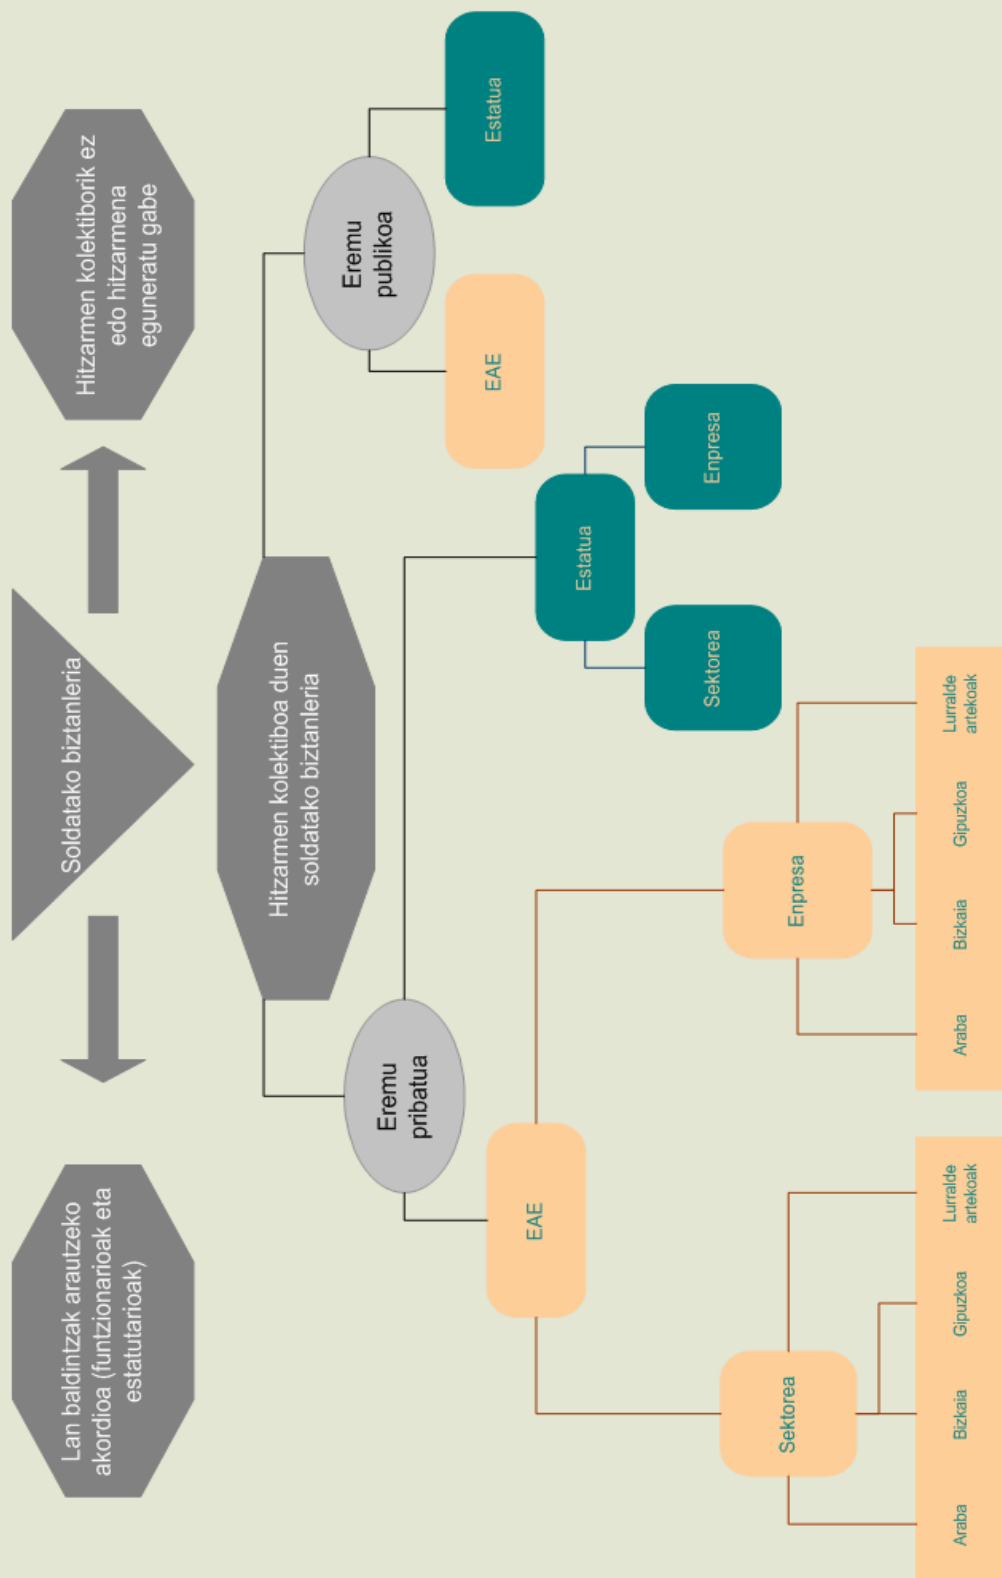 Soldatako biztanleria
Lan baldintzak arautzeko
akordioa (funtzionarioak eta
estatutarioak)
Hitzarmen kolektiborik ez
edo hitzarmena
eguneratu gabe
Hitzarmen kolektiboa duen
soldatako biztanleria
Eremu
pribatua
Eremu
publikoa
EAE
Estatua
EAE
Estatua
Sektorea
Enpresa
Sektorea
Enpresa
Araba
Bizkaia
Gipuzkoa
Lurralde
artekoak
Araba
Bizkaia
Gipuzkoa
Lurralde
artekoak